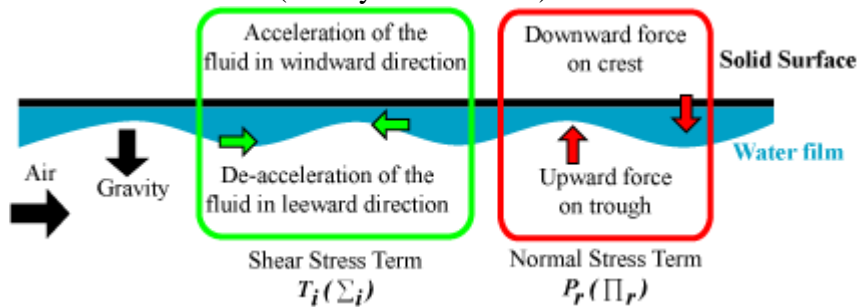 Acceleration of the
fluid in windward direction
Downward force
on crest
Solid Surface
Water film
Air
Gravity
De-acceleration of the
fluid in leeward direction
Upward force
on trough
Shear Stress Term
T_i(∑_i)
Normal Stress Term
P_r(∏_r)